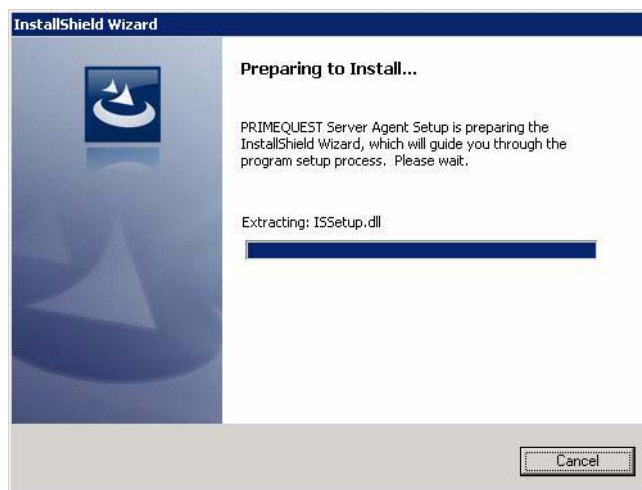 InstallShield Wizard
Preparing to Install...
PRIMEQUEST Server Agent Setup is preparing the
InstallShield Wizard, which will guide you through the
program setup process. Please wait.
Extracting: ISSetup.dll
Cancel